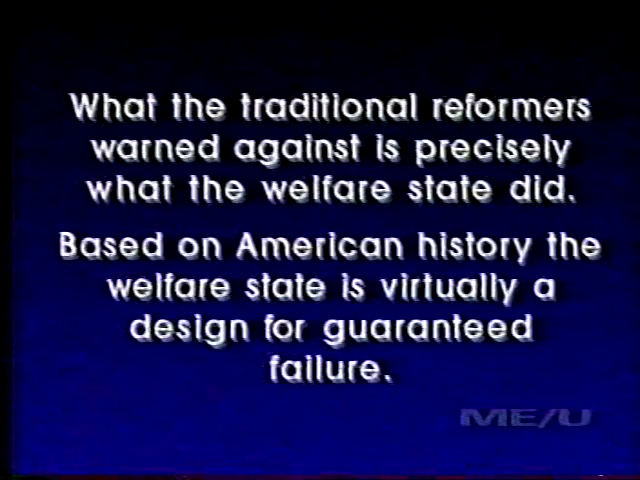 What the traditional reformers
warned against is precisely
what the welfare state did.
Based on American history the
welfare state is virtually a
design for guaranteed
failure.
ME/U